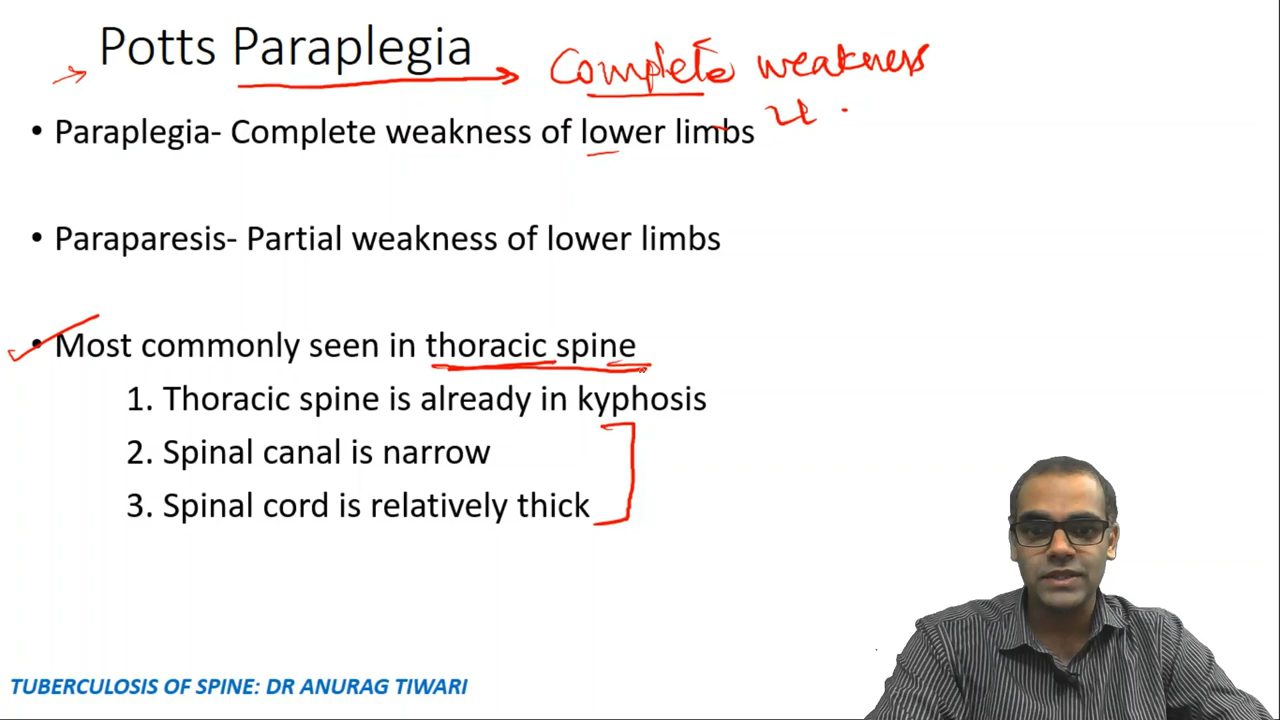 Potts Paraplegia
Complete weakness
• Paraplegia- Complete weakness of lower limbs
• Paraparesis- Partial weakness of lower limbs
• Most commonly seen in thoracic spine
1. Thoracic spine is already in kyphosis
2. Spinal canal is narrow
3. Spinal cord is relatively thick
TUBERCULOSIS OF SPINE: DR ANURAG TIWARI